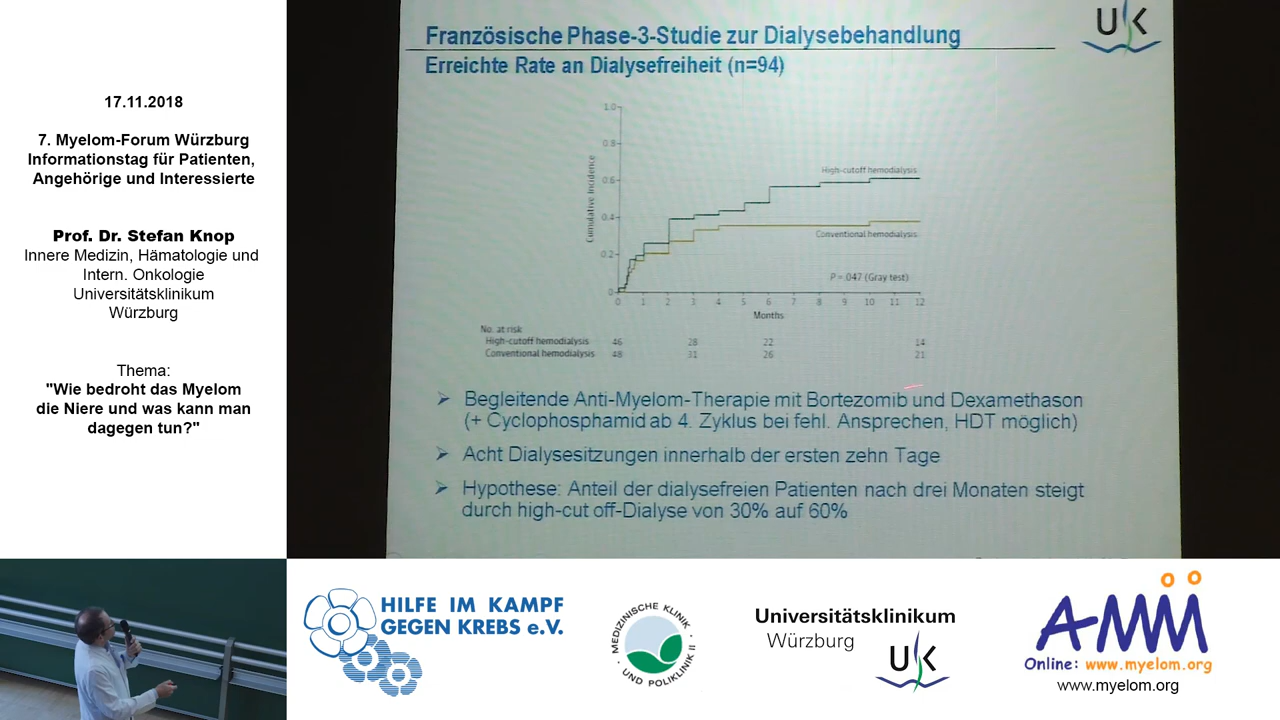 17.11.2018
7. Myelom-Forum Würzburg
Informationstag für Patienten,
Angehörige und Interessierte
Prof. Dr. Stefan Knop
Innere Medizin, Hämatologie und
Intern. Onkologie
Universitätsklinikum
Würzburg
Thema:
"Wie bedroht das Myelom
die Niere und was kann man
dagegen tun?"
Französische Phase-3-Studie zur Dialysebehandlung
UK
Erreichte Rate an Dialysefreiheit (n=94)
Cumulative Incidence
1.0
0.8
0.6
0.4
0.2
0
High-cutoff hemodialysis
Conventional hemodialysis
P = .047 (Gray test)
0 1 2 3 4 5 6 7 8 9 10 11 12
Months
No. at risk
High-cutoff hemodialysis 46 28 22 14
Conventional hemodialysis 48 31 26 21
➢ Begleitende Anti-Myelom-Therapie mit Bortezomib und Dexamethason
(+ Cyclophosphamid ab 4. Zyklus bei fehl. Ansprechen, HDT möglich)
➢ Acht Dialysesitzungen innerhalb der ersten zehn Tage
➢ Hypothese: Anteil der dialysefreien Patienten nach drei Monaten steigt
durch high-cut off-Dialyse von 30% auf 60%
HILFE IM KAMPF
GEGEN KREBS e.V.
MEDIZINISCHE KLINIK
· UND POLIKLINIK II ·
Universitätsklinikum
Würzburg
UK
AMM
Online: www.myelom.org
www.myelom.org